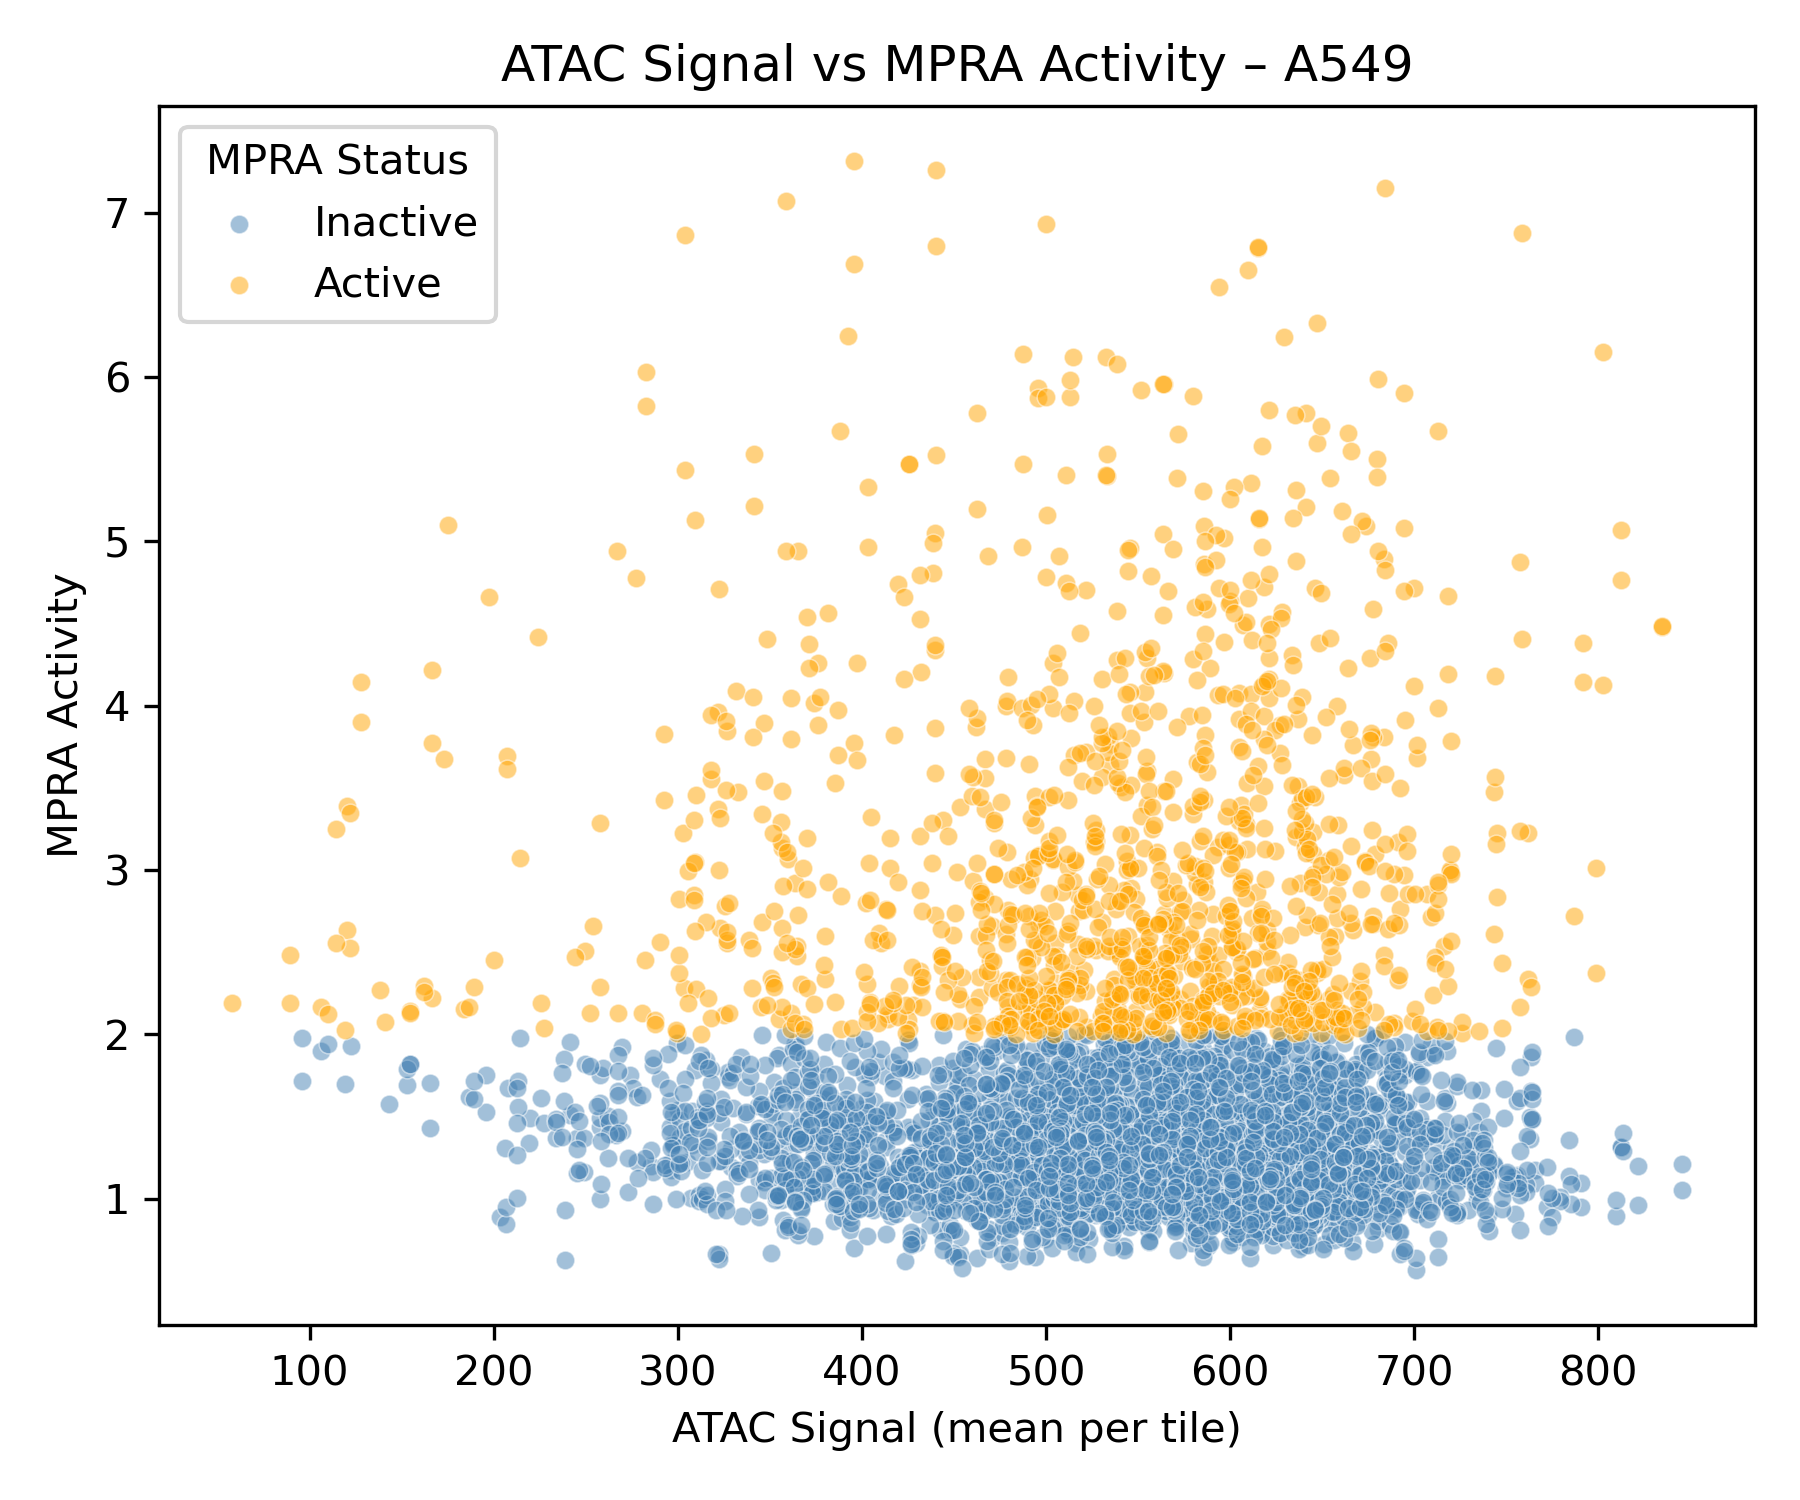 ATAC Signal vs MPRA Activity – A549
MPRA Status
Inactive
Active
7
6
5
4
3
2
1
MPRA Activity
100 200 300 400 500 600 700 800
ATAC Signal (mean per tile)